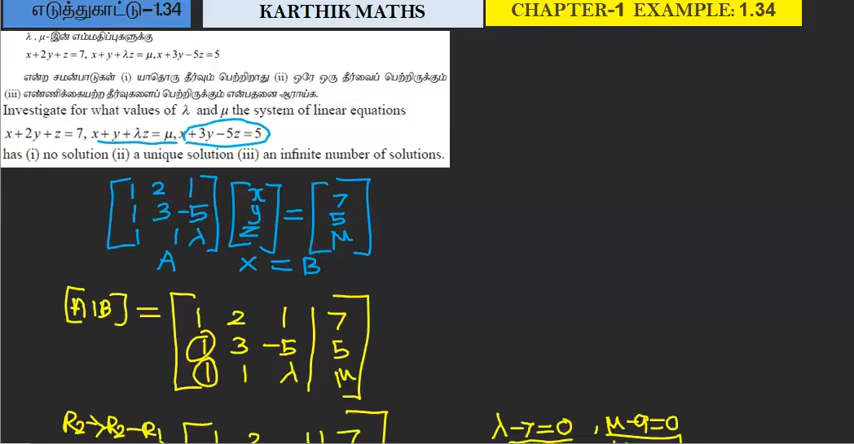 எடுத்துகாட்டு-1.34 KARTHIK MATHS CHAPTER-1 EXAMPLE: 1.34
λ , μ-இன் எம்மதிப்புகளுக்கு
x+2y+z=7, x+y+λz=μ, x+3y−5z=5
என்ற சமன்பாடுகள் (i) யாதொரு தீர்வும் பெற்றிராது (ii) ஒரே ஒரு தீர்வைப் பெற்றிருக்கும்
(iii) எண்ணிக்கையற்ற தீர்வுகளைப் பெற்றிருக்கும் என்பதனை ஆராய்க.
Investigate for what values of λ and μ the system of linear equations
x+2y+z=7, x+y+λz=μ, x+3y−5z=5
has (i) no solution (ii) a unique solution (iii) an infinite number of solutions.
[1 2 1] [x] = [7]
[1 3 -5] [y] [5]
[1 1 λ] [z] [μ]
A X = B
[A|B] =
[1 2 1 | 7]
[1 3 -5 | 5]
[1 1 λ | μ]
R2→R2-R1
λ-7=0 , μ-9=0